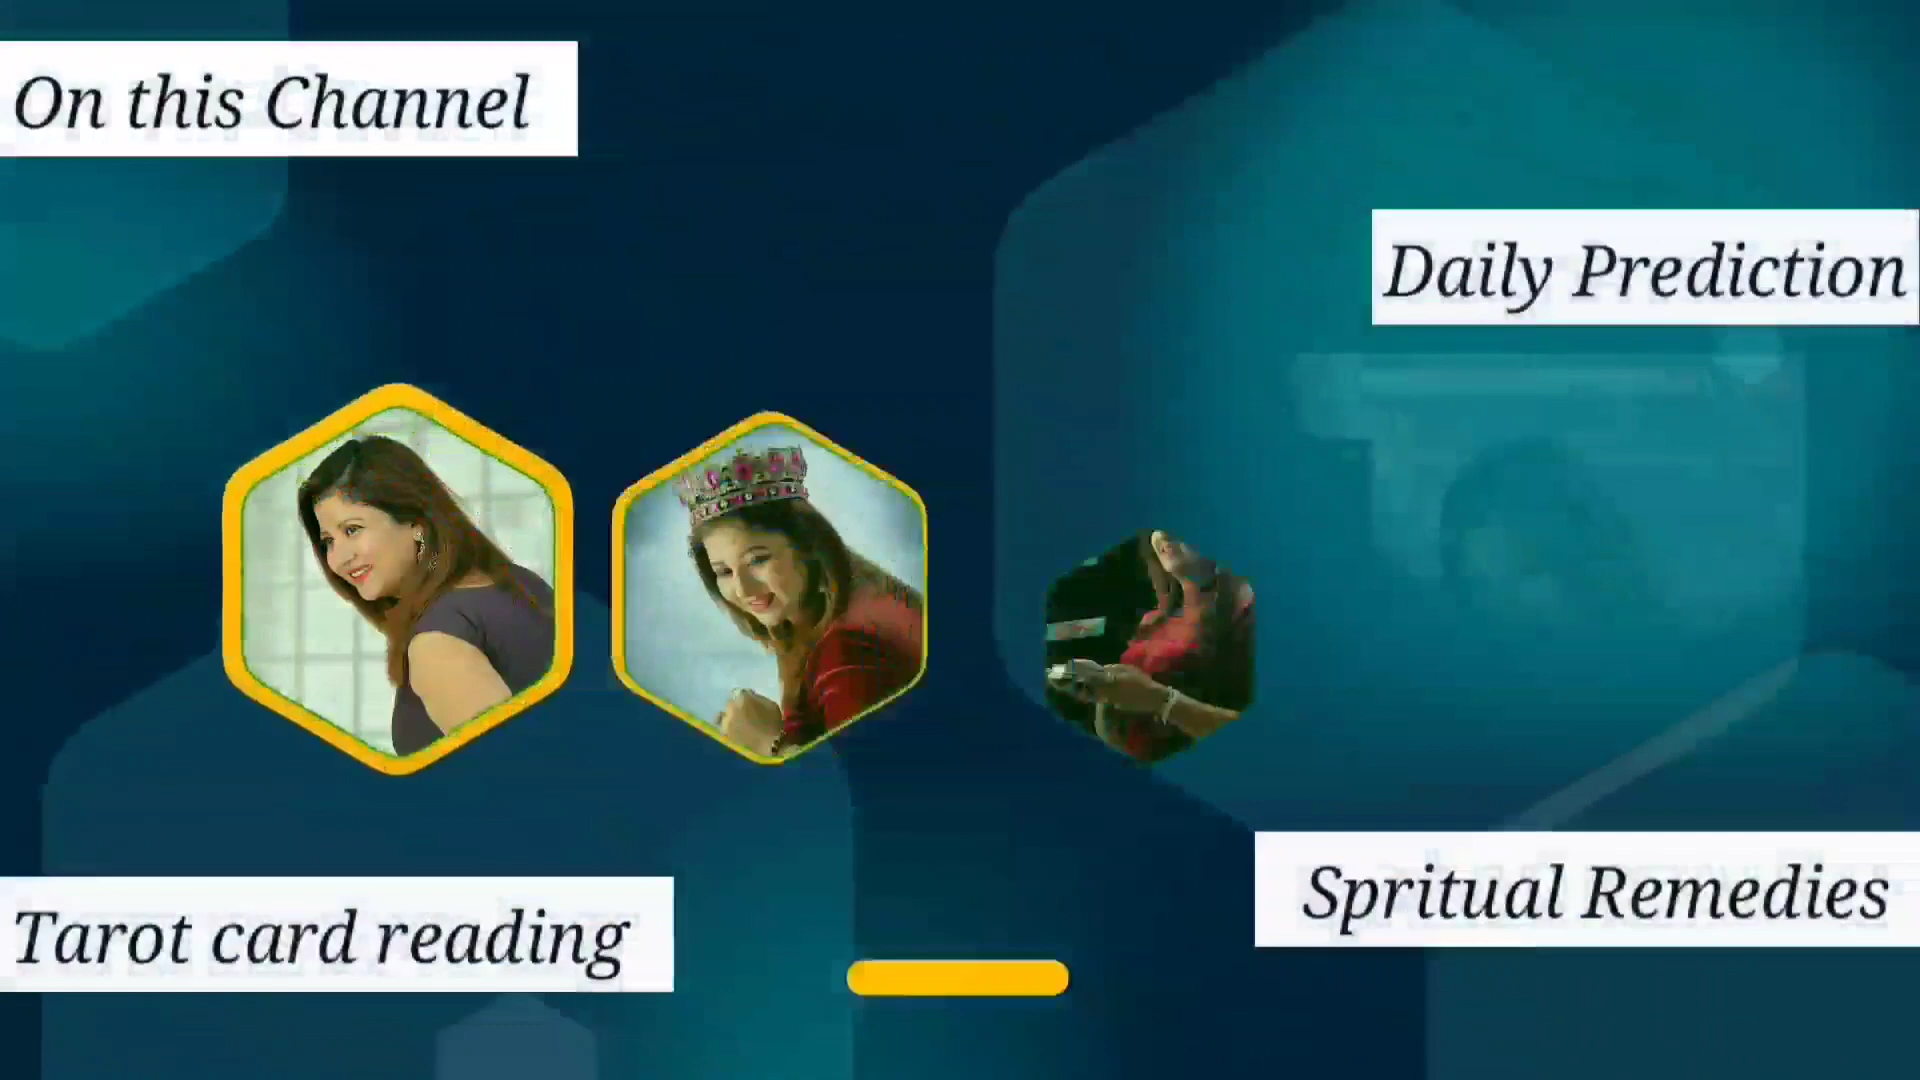 On this Channel
Daily Prediction
Tarot card reading
Spritual Remedies